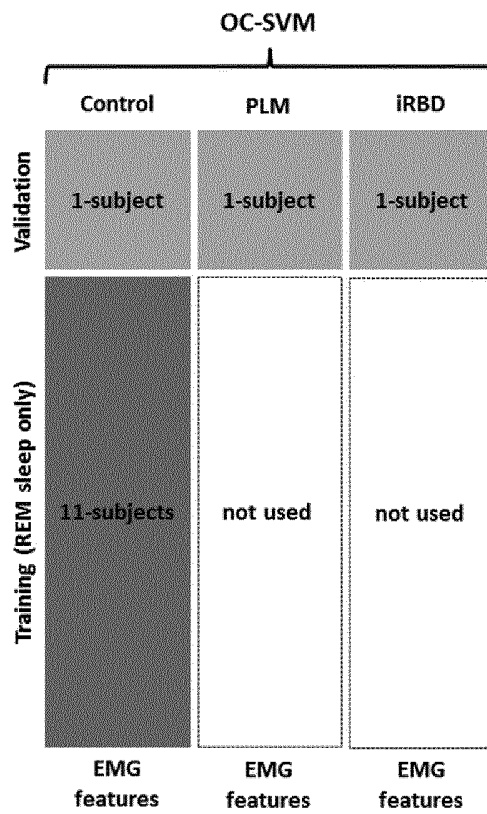 OC-SVM
Control PLM iRBD
Validation
1-subject 1-subject 1-subject
Training (REM sleep only)
11-subjects not used not used
EMG EMG EMG
features features features